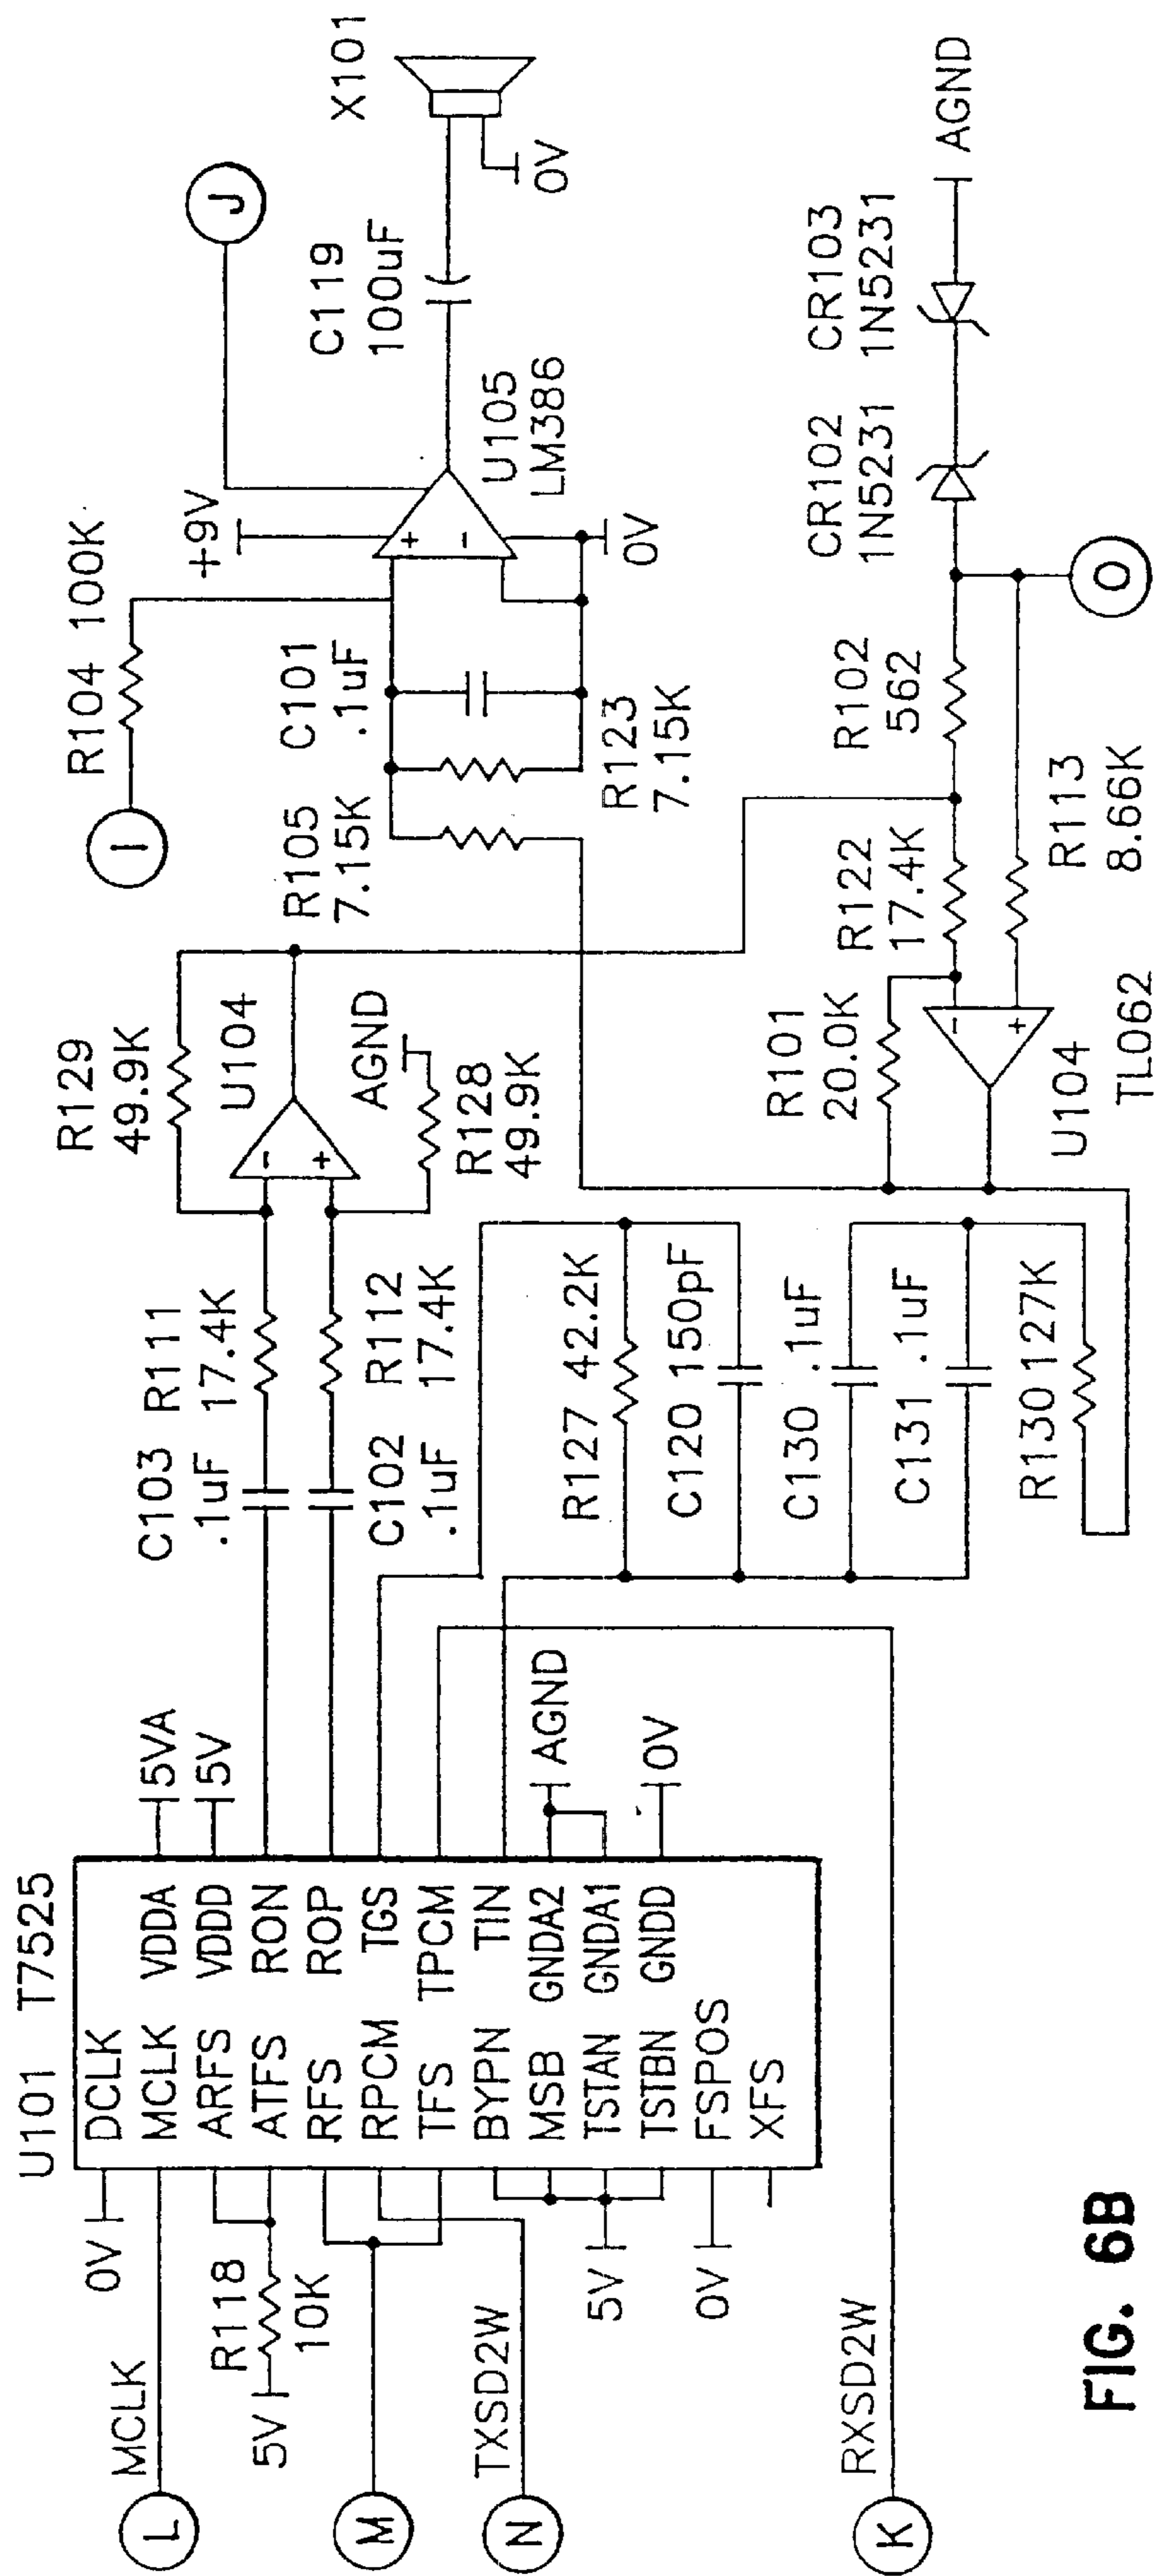 U101 T7525
0V
DCLK
MCLK
VDDA
5VA
ARFS
VDDD
5V
ATFS
RON
RFS
ROP
RPCM
TGS
TFS
TPCM
BYPN
TIN
MSB
GNDA2
AGND
TSTAN
GNDA1
TSTBN
GNDD
0V
FSPOS
XFS
L
MCLK
R118
10K
5V
M
N
TXSD2W
5V
0V
K
RXSD2W
C103
.1uF
R111
17.4K
C102
.1uF
R112
17.4K
R129
49.9K
U104
-
+
AGND
R128
49.9K
R127 42.2K
C120 150pF
C130 .1uF
C131 .1uF
R130 127K
I
R104 100K
R105
7.15K
C101
.1uF
R123
7.15K
+9V
+
-
0V
U105
LM386
J
C119
100uF
X101
0V
R101
20.0K
R122
17.4K
-
+
U104
TL062
R113
8.66K
R102
562
O
CR102
1N5231
CR103
1N5231
AGND
FIG. 6B